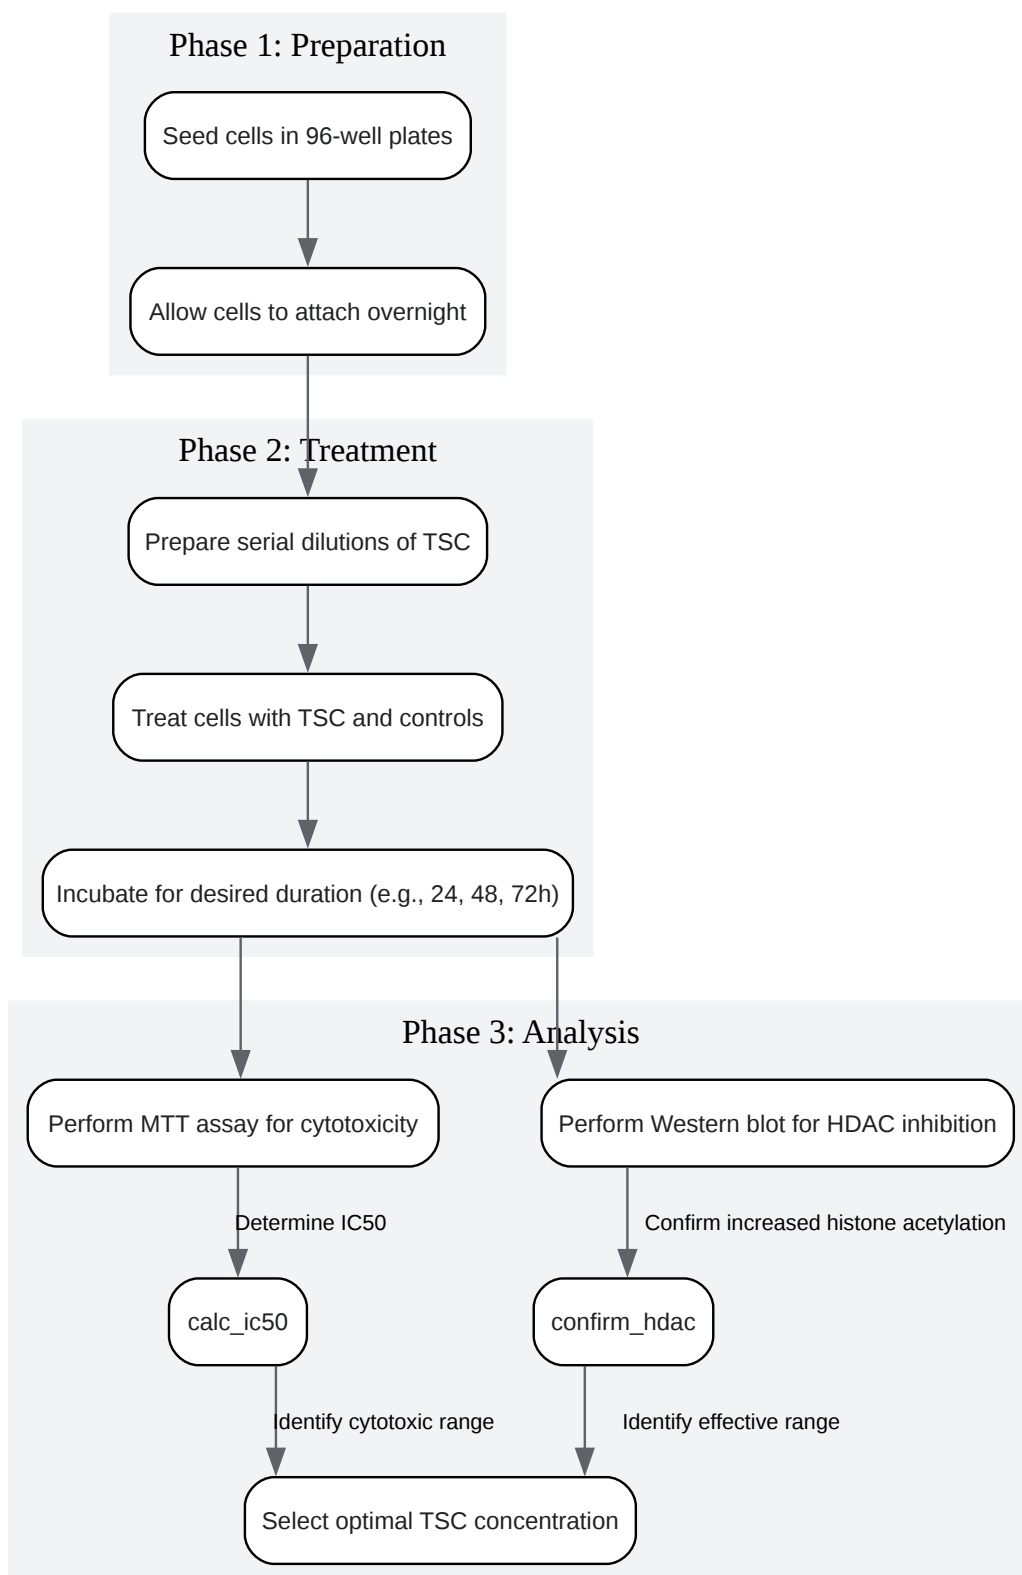 Phase 1: Preparation
Seed cells in 96-well plates
Allow cells to attach overnight
Phase 2: Treatment
Prepare serial dilutions of TSC
Treat cells with TSC and controls
Incubate for desired duration (e.g., 24, 48, 72h)
Phase 3: Analysis
Perform MTT assay for cytotoxicity
Perform Western blot for HDAC inhibition
Determine IC50
Confirm increased histone acetylation
calc_ic50
confirm_hdac
Identify cytotoxic range
Identify effective range
Select optimal TSC concentration